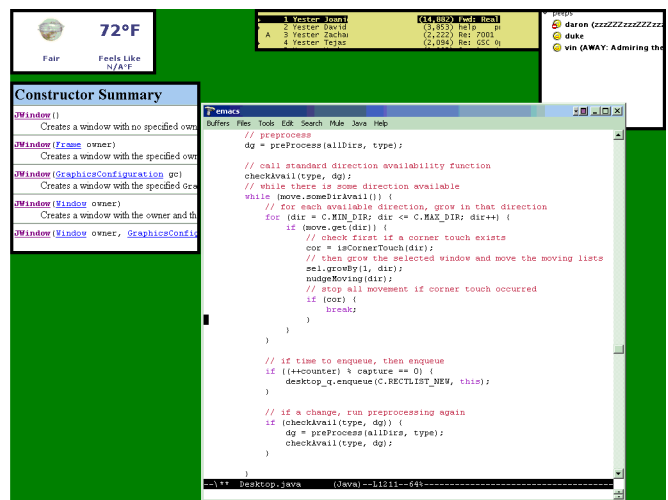 72°F
Fair
Feels Like
N/A°F
1 Yester Joani (14,882) Fwd: Real
2 Yester David (3,853) help
A 3 Yester Zachar (2,222) Re: 7001
4 Yester Tejas (2,094) Re: GSC
peeps
daron (zzzZZZzzzZZZzzz
duke
vin (AWAY: Admiring the
Constructor Summary
JWindow()
Creates a window with no specified own
JWindow(Frame owner)
Creates a window with the specified own
JWindow(GraphicsConfiguration gc)
Creates a window with the specified Gra
JWindow(Window owner)
Creates a window with the owner and th
JWindow(Window owner, GraphicsConfig
emacs
Buffers Files Tools Edit Search Mule Java Help
// preprocess
dg = preProcess(allDirs, type);
// call standard direction availability function
checkAvail(type, dg);
// while there is some direction available
while (move.someDirAvail()) {
// for each available direction, grow in that direction
for (dir = C.MIN_DIR; dir <= C.MAX_DIR; dir++) {
if (move.get(dir)) {
// check first if a corner touch exists
cor = isCornerTouch(dir);
// then grow the selected window and move the moving lists
sel.growBy(1, dir);
nudgeMoving(dir);
// stop all movement if corner touch occurred
if (cor) {
break;
}
}
}
// if time to enqueue, then enqueue
if ((++counter) % capture == 0) {
desktop_q.enqueue(C.RECTLIST_NEW, this);
}
// if a change, run preprocessing again
if (checkAvail(type, dg)) {
dg = preProcess(allDirs, type);
checkAvail(type, dg);
}
}
--\** Desktop.java (Java)--L1211--64%--------------------------------------